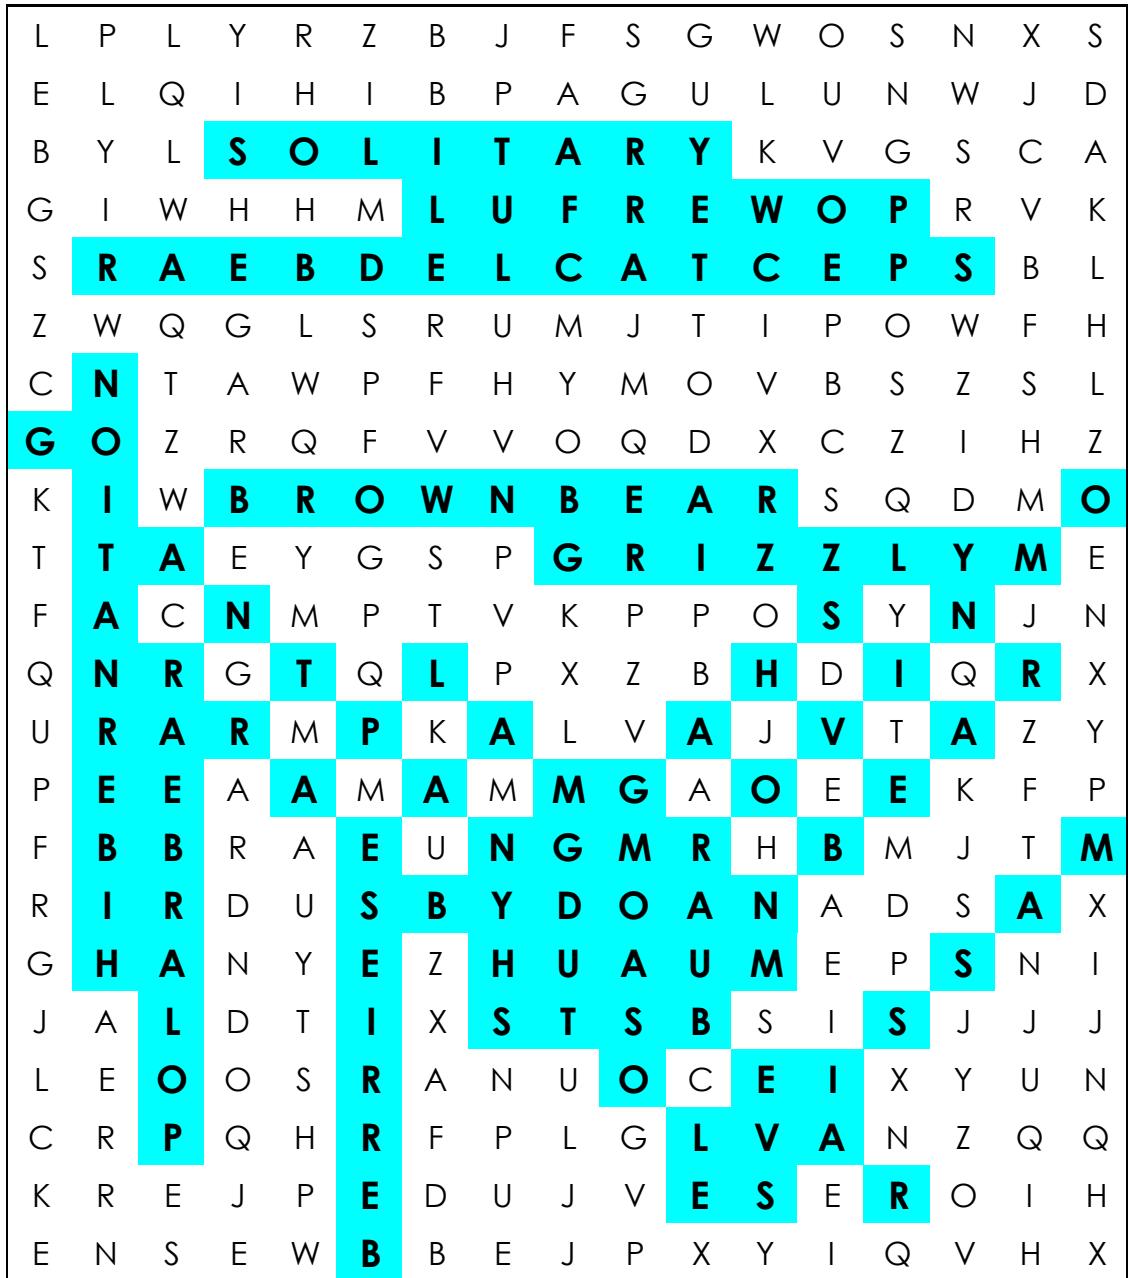 L P L Y R Z B J F S G W O S N X S
E L Q I H I B P A G U L U N W J D
B Y L S O L I T A R Y K V G S C A
G I W H H M L U F R E W O P R V K
S R A E B D E L C A T C E P S B L
Z W Q G L S R U M J T I P O W F H
C N T A W P F H Y M O V B S Z S L
G O Z R Q F V V O Q D X C Z I H Z
K I W B R O W N B E A R S Q D M O
T T A E Y G S P G R I Z Z L Y M E
F A C N M P T V K P P O S Y N J N
Q N R G T Q L P X Z B H D I Q R X
U R A R M P K A L V A J V T A Z Y
P E E A A M A M M G A O E E K F P
F B B R A E U N G M R H B M J T M
R I R D U S B Y D O A N A D S A X
G H A N Y E Z H U A U M E P S N I
J A L D T I X S T S B S I S J J J
L E O O S R A N U O C E I X Y U N
C R P Q H R F P L G L V A N Z Q Q
K R E J P E D U J V E S E R O I H
E N S E W B B E J P X Y I Q V H X